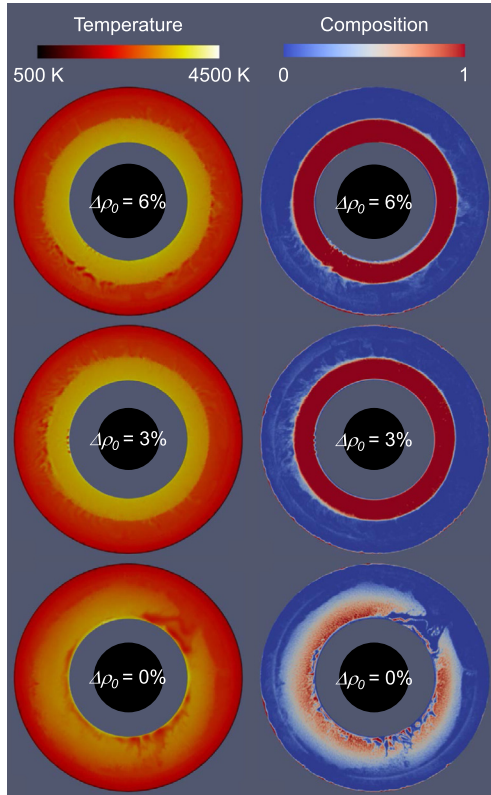 Temperature
Composition
500 K
4500 K
0
1
Δρ₀ = 6%
Δρ₀ = 6%
Δρ₀ = 3%
Δρ₀ = 3%
Δρ₀ = 0%
Δρ₀ = 0%